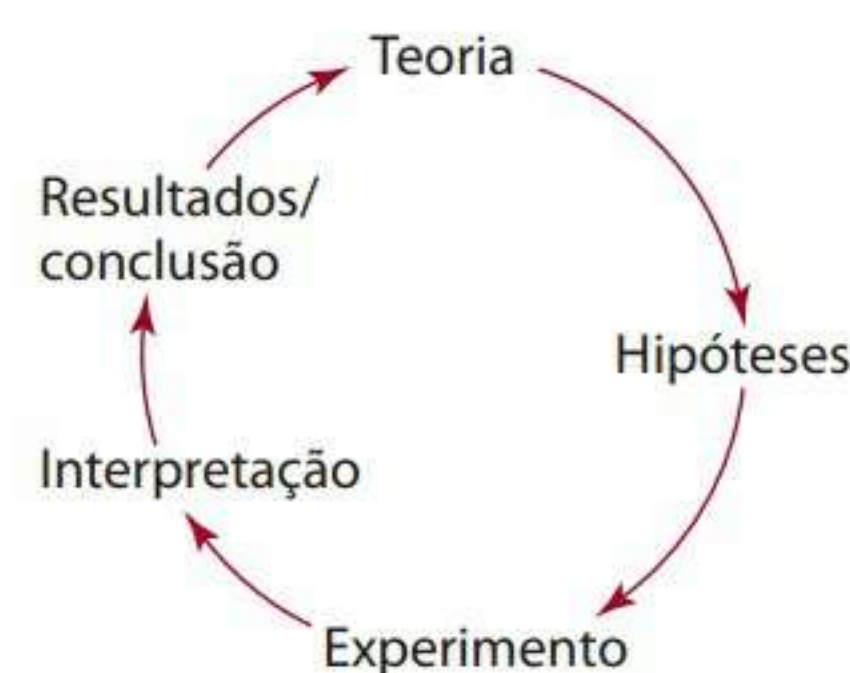 Teoria
Hipóteses
Experimento
Interpretação
Resultados/
conclusão